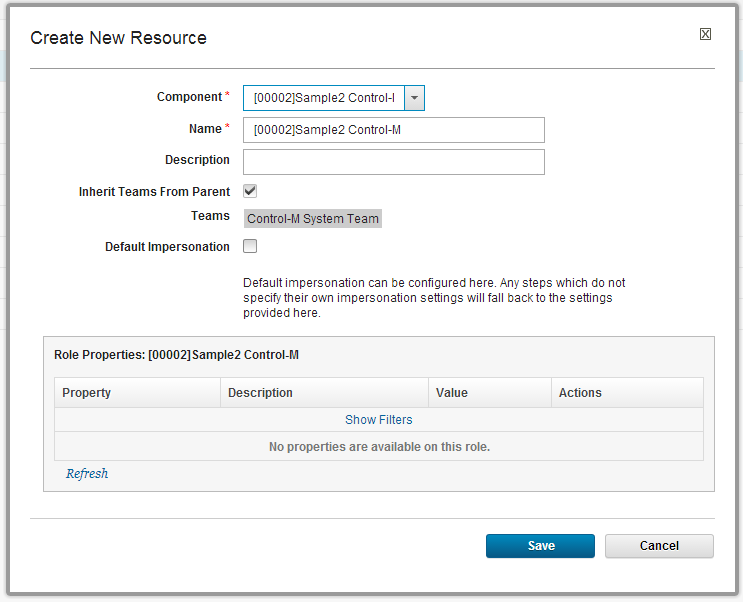 Create New Resource
Component *
[00002]Sample2 Control-I
Name *
[00002]Sample2 Control-M
Description
Inherit Teams From Parent
Teams
Control-M System Team
Default Impersonation
Default impersonation can be configured here. Any steps which do not
specify their own impersonation settings will fall back to the settings
provided here.
Role Properties: [00002]Sample2 Control-M
Property Description Value Actions
Show Filters
No properties are available on this role.
Refresh
Save Cancel